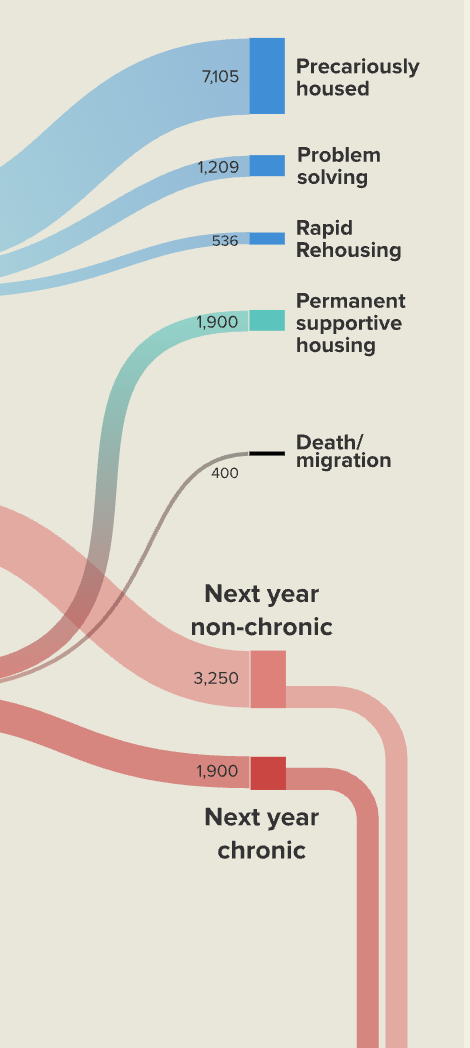 7,105
Precariously
housed
1,209
Problem
solving
536
Rapid
Rehousing
1,900
Permanent
supportive
housing
400
Death/
migration
Next year
non-chronic
3,250
1,900
Next year
chronic